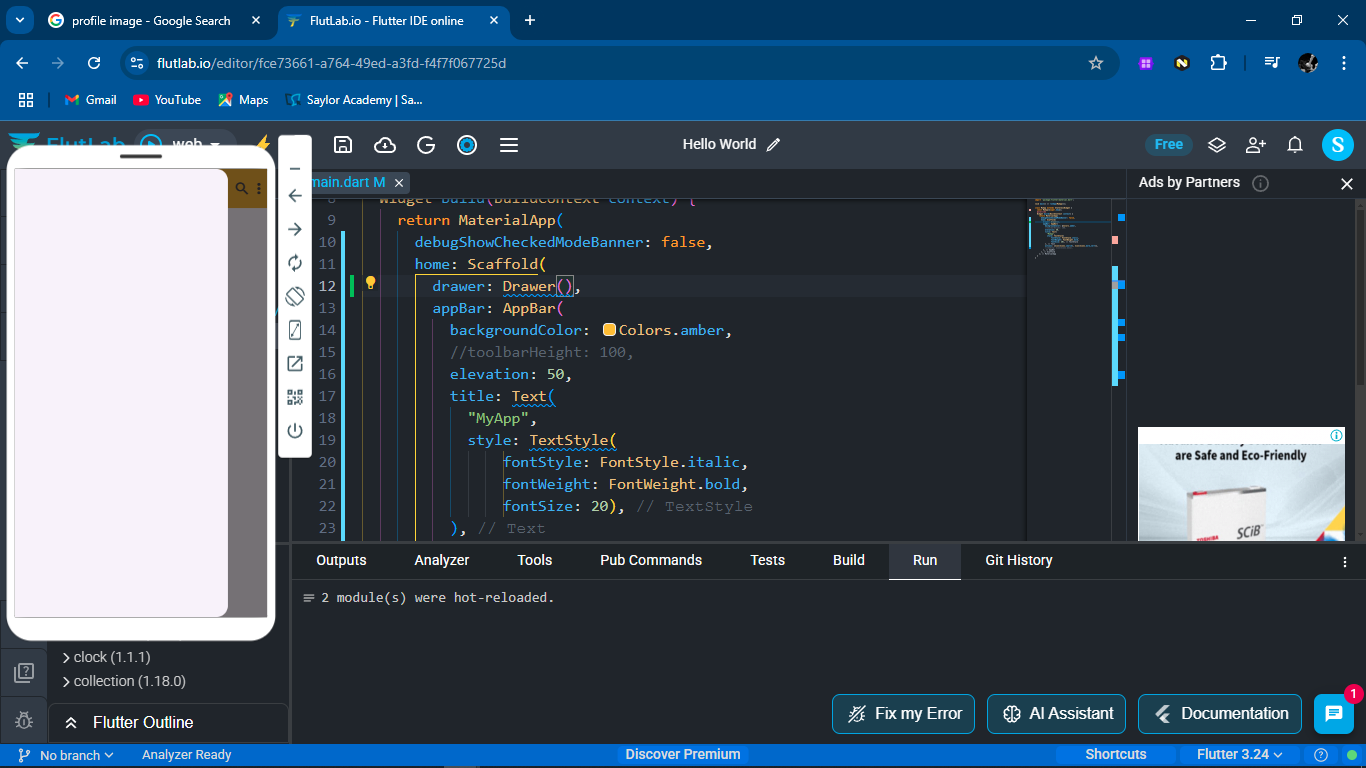 profile image - Google Search
FlutLab.io - Flutter IDE online
flutlab.io/editor/fce73661-a764-49ed-a3fd-f4f7f067725d
Gmail
YouTube
Maps
Saylor Academy | Sa...
FlutLab
web
Hello World
Free
S
main.dart M
Ads by Partners
8 Widget build(BuildContext context) {
9 return MaterialApp(
10 debugShowCheckedModeBanner: false,
11 home: Scaffold(
12 drawer: Drawer(),
13 appBar: AppBar(
14 backgroundColor: Colors.amber,
15 //toolbarHeight: 100,
16 elevation: 50,
17 title: Text(
18 "MyApp",
19 style: TextStyle(
20 fontStyle: FontStyle.italic,
21 fontWeight: FontWeight.bold,
22 fontSize: 20), // TextStyle
23 ), // Text
are Safe and Eco-Friendly
SCiB
TOSHIBA
Outputs
Analyzer
Tools
Pub Commands
Tests
Build
Run
Git History
2 module(s) were hot-reloaded.
clock (1.1.1)
collection (1.18.0)
Flutter Outline
Fix my Error
AI Assistant
Documentation
1
No branch
Analyzer Ready
Discover Premium
Shortcuts
Flutter 3.24